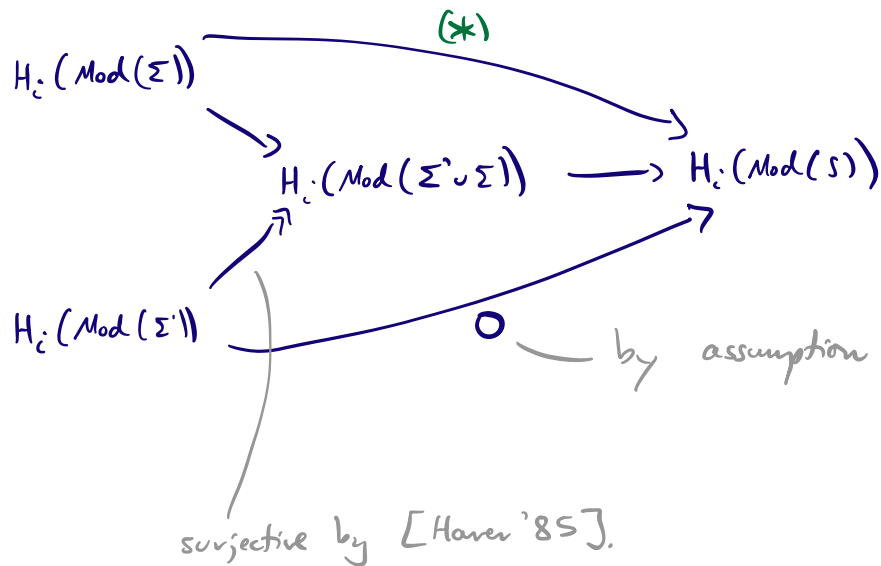 (*)
H_i(Mod(Σ))
H_i(Mod(Σ'∪Σ))
H_i(Mod(S))
H_i(Mod(Σ'))
0
by assumption
surjective by [Harer '85].